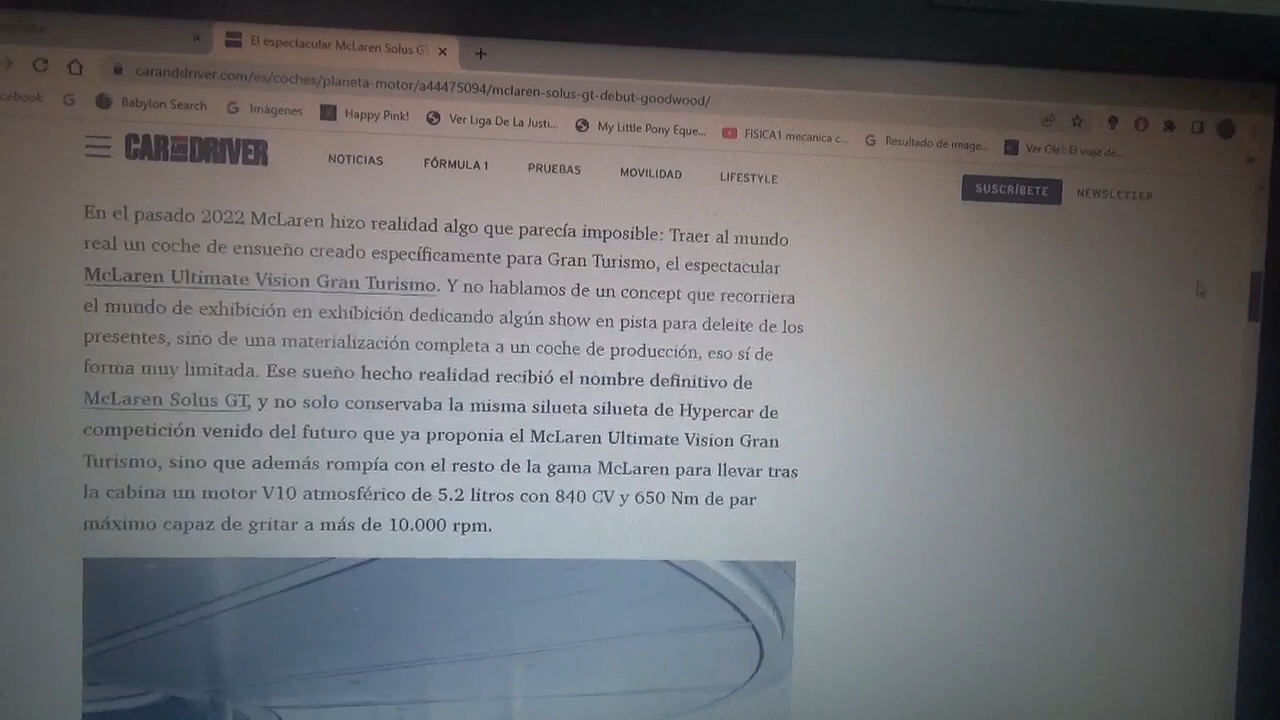 El espectacular McLaren Solus GT
caranddriver.com/es/coches/planeta-motor/a44475094/mclaren-solus-gt-debut-goodwood/
cebook
Babylon Search
Imágenes
Happy Pink!
Ver Liga De La Justi...
My Little Pony Eque...
FISICA1 mecanica c...
Resultado de image...
Ver Olé! El viaje de...
CAR AND DRIVER
NOTICIAS
FÓRMULA 1
PRUEBAS
MOVILIDAD
LIFESTYLE
SUSCRÍBETE
NEWSLETTER
En el pasado 2022 McLaren hizo realidad algo que parecía imposible: Traer al mundo
real un coche de ensueño creado específicamente para Gran Turismo, el espectacular
McLaren Ultimate Vision Gran Turismo. Y no hablamos de un concept que recorriera
el mundo de exhibición en exhibición dedicando algún show en pista para deleite de los
presentes, sino de una materialización completa a un coche de producción, eso sí de
forma muy limitada. Ese sueño hecho realidad recibió el nombre definitivo de
McLaren Solus GT, y no solo conservaba la misma silueta silueta de Hypercar de
competición venido del futuro que ya proponia el McLaren Ultimate Vision Gran
Turismo, sino que además rompía con el resto de la gama McLaren para llevar tras
la cabina un motor V10 atmosférico de 5.2 litros con 840 CV y 650 Nm de par
máximo capaz de gritar a más de 10.000 rpm.